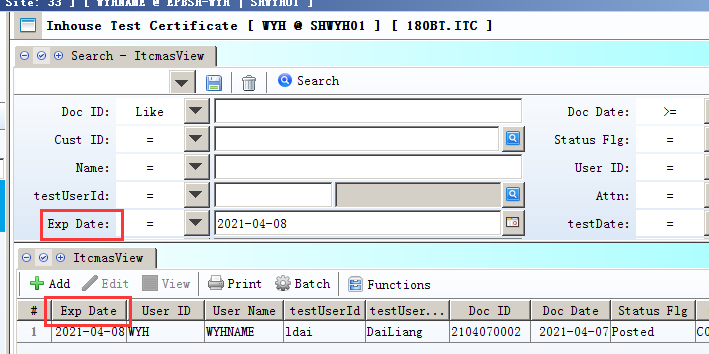 Site: 33 ] [ WYHNAME @ EPBSH-WYH | SHWYH01 ]
Inhouse Test Certificate [ WYH @ SHWYH01 ] [ 180BT.ITC ]
Search - ItcmasView
Search
Doc ID: Like Doc Date: >=
Cust ID: = Status Flg: =
Name: = User ID: =
testUserId: = Attn: =
Exp Date: = 2021-04-08 testDate: =
ItcmasView
Add Edit View Print Batch Functions
# Exp Date User ID User Name testUserId testUser... Doc ID Doc Date Status Flg
1 2021-04-08 WYH WYHNAME ldai DaiLiang 2104070002 2021-04-07 Posted